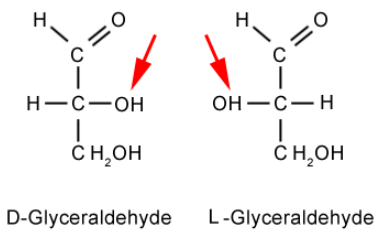 H O H O
C C
H C OH OH C H
CH₂OH CH₂OH
D-Glyceraldehyde L -Glyceraldehyde